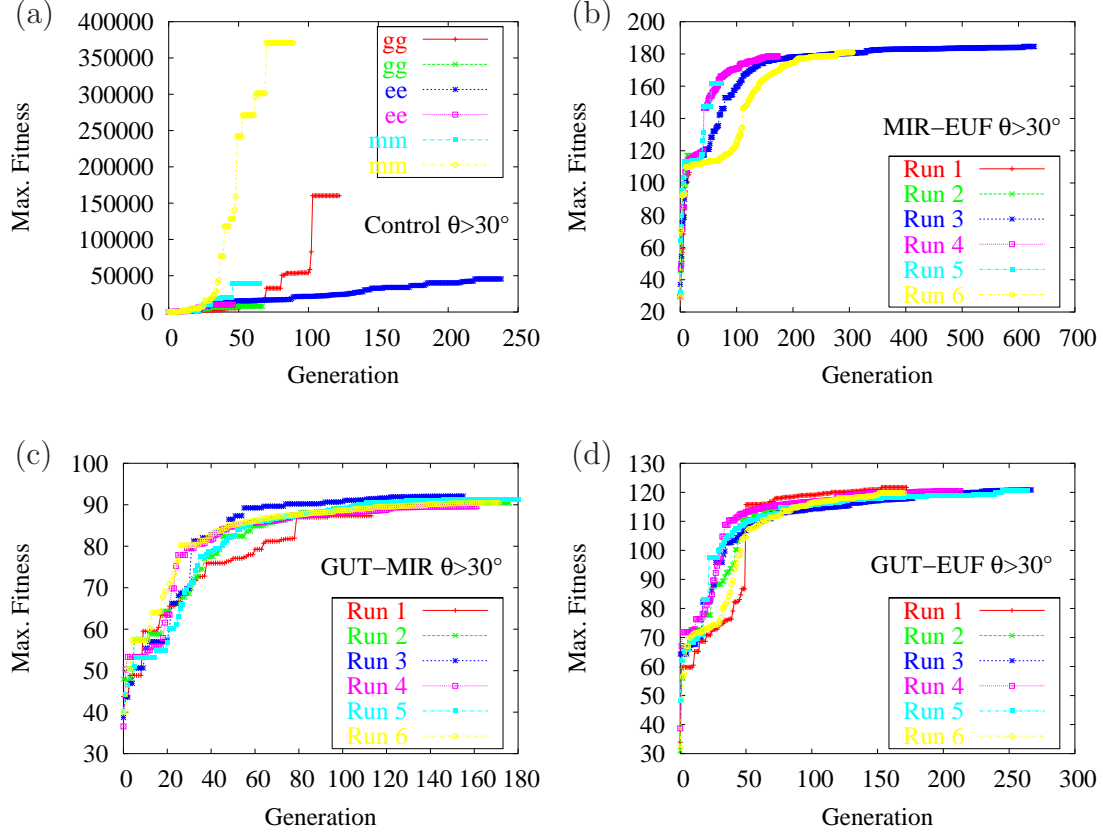 (a)
Max. Fitness
400000
350000
300000
250000
200000
150000
100000
50000
0
0 50 100 150 200 250
Generation
gg
gg
ee
ee
mm
mm
Control θ>30°
(b)
Max. Fitness
200
180
160
140
120
100
80
60
40
20
0 100 200 300 400 500 600 700
Generation
MIR−EUF θ>30°
Run 1
Run 2
Run 3
Run 4
Run 5
Run 6
(c)
Max. Fitness
100
90
80
70
60
50
40
30
0 20 40 60 80 100 120 140 160 180
Generation
GUT−MIR θ>30°
Run 1
Run 2
Run 3
Run 4
Run 5
Run 6
(d)
Max. Fitness
130
120
110
100
90
80
70
60
50
40
30
0 50 100 150 200 250 300
Generation
GUT−EUF θ>30°
Run 1
Run 2
Run 3
Run 4
Run 5
Run 6